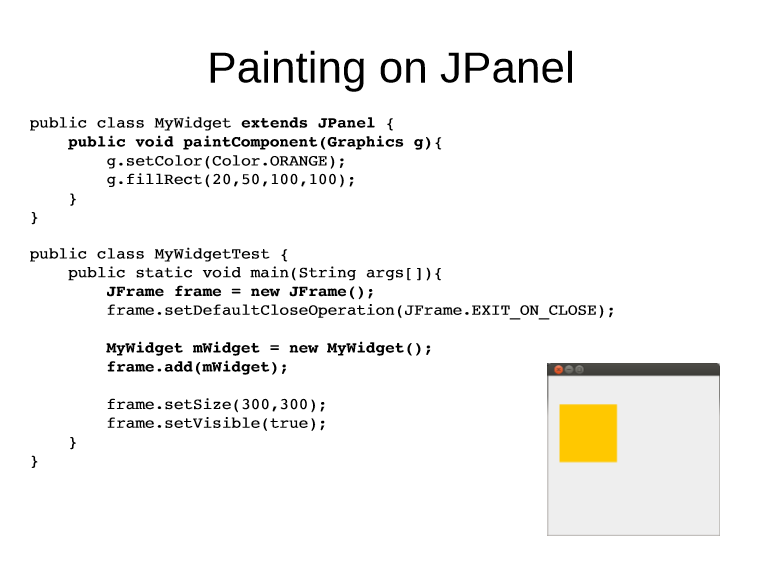 Painting on JPanel
public class MyWidget extends JPanel {
    public void paintComponent(Graphics g){
        g.setColor(Color.ORANGE);
        g.fillRect(20,50,100,100);
    }
}
public class MyWidgetTest {
    public static void main(String args[]){
        JFrame frame = new JFrame();
        frame.setDefaultCloseOperation(JFrame.EXIT_ON_CLOSE);
        MyWidget mWidget = new MyWidget();
        frame.add(mWidget);
        frame.setSize(300,300);
        frame.setVisible(true);
    }
}